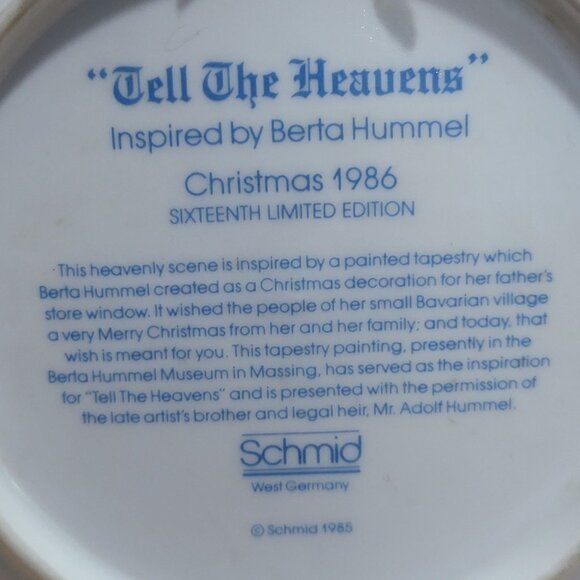 "Tell The Heavens"
Inspired by Berta Hummel
Christmas 1986
SIXTEENTH LIMITED EDITION
This heavenly scene is inspired by a painted tapestry which
Berta Hummel created as a Christmas decoration for her father's
store window. It wished the people of her small Bavarian village
a very Merry Christmas from her and her family; and today, that
wish is meant for you. This tapestry painting, presently in the
Berta Hummel Museum in Massing, has served as the inspiration
for "Tell The Heavens" and is presented with the permission of
the late artist's brother and legal heir, Mr. Adolf Hummel.
Schmid
West Germany
© Schmid 1985